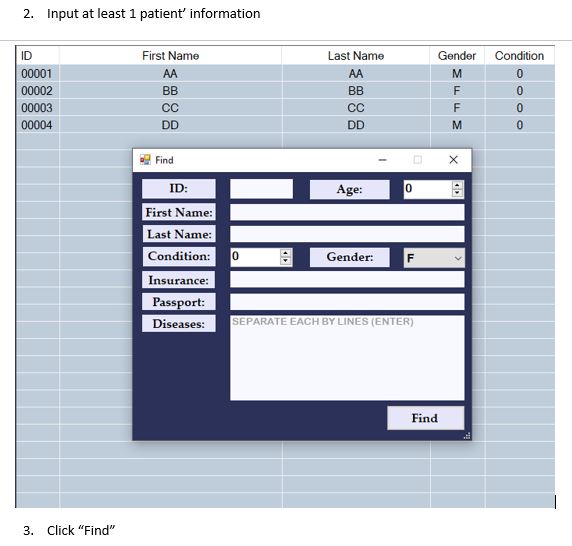 2. Input at least 1 patient’ information
ID First Name Last Name Gender Condition
00001 AA AA M 0
00002 BB BB F 0
00003 CC CC F 0
00004 DD DD M 0
Find
ID: Age: 0
First Name:
Last Name:
Condition: 0 Gender: F
Insurance:
Passport:
Diseases: SEPARATE EACH BY LINES (ENTER)
Find
3. Click “Find”